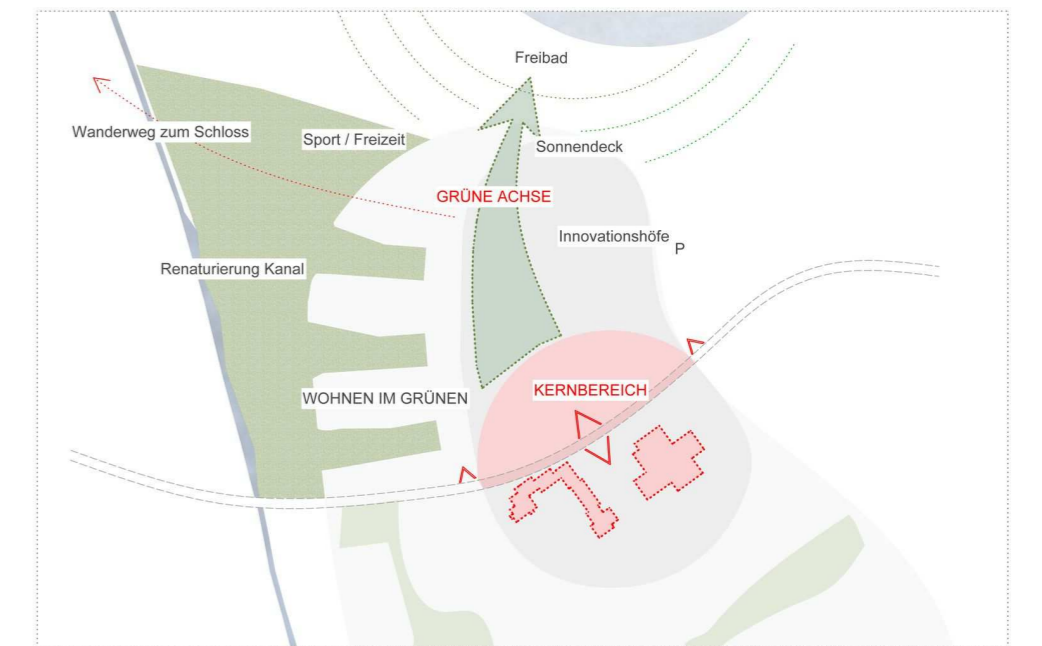 Freibad
Wanderweg zum Schloss
Sport / Freizeit
Sonnendeck
GRÜNE ACHSE
Innovationshöfe
P
Renaturierung Kanal
KERNBEREICH
WOHNEN IM GRÜNEN